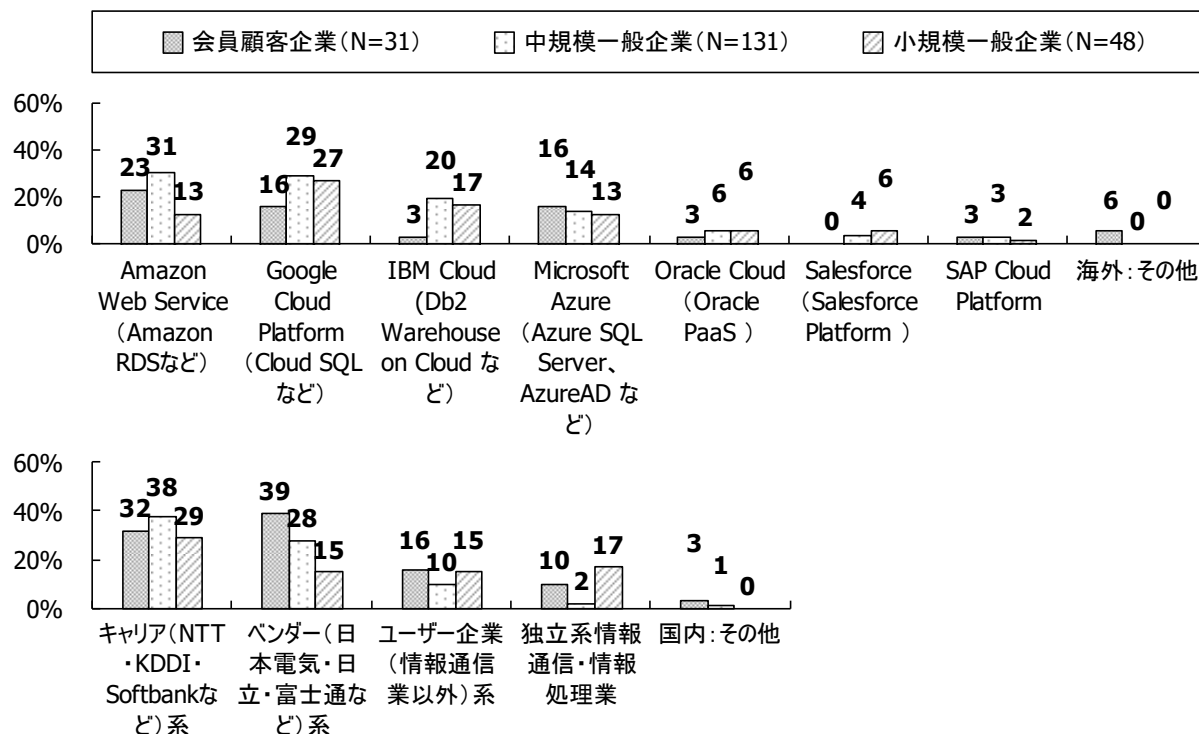 会員顧客企業(N=31) 中規模一般企業(N=131) 小規模一般企業(N=48)
60%
40%
20%
0%
23 31 13
16 29 27
3 20 17
16 14 13
3 6 6
0 4 6
3 3 2
6 0 0
Amazon
Web Service
(Amazon
RDSなど)
Google
Cloud
Platform
(Cloud SQL
など)
IBM Cloud
(Db2
Warehouse
on Cloud な
ど)
Microsoft
Azure
(Azure SQL
Server、
AzureAD な
ど)
Oracle Cloud
(Oracle
PaaS )
Salesforce
(Salesforce
Platform )
SAP Cloud
Platform
海外:その他
60%
40%
20%
0%
32 38 29
39 28 15
16 10 15
10 2 17
3 1 0
キャリア(NTT
・KDDI・
Softbankな
ど)系
ベンダー(日
本電気・日
立・富士通な
ど)系
ユーザー企業
(情報通信
業以外)系
独立系情報
通信・情報
処理業
国内:その他